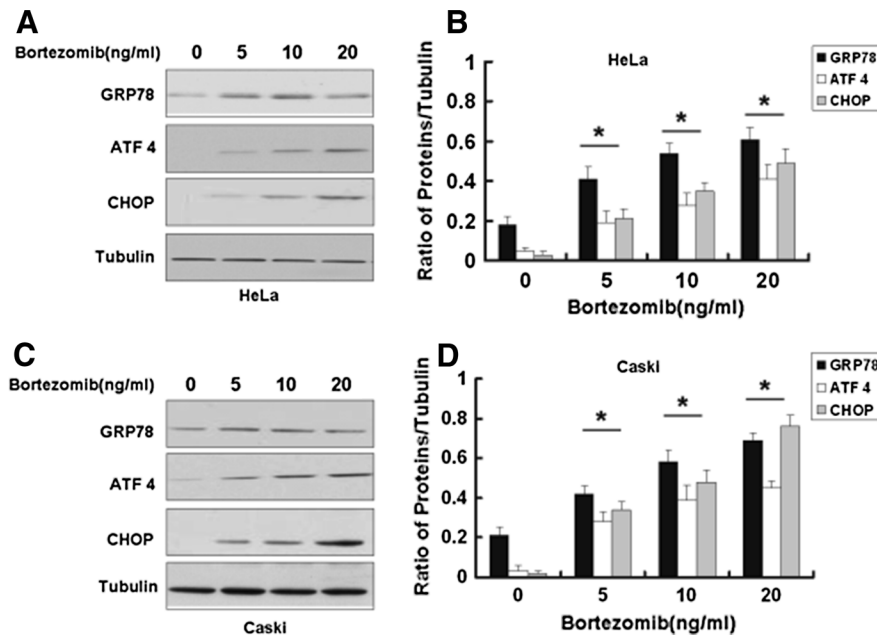 A
Bortezomib(ng/ml) 0 5 10 20
GRP78
ATF 4
CHOP
Tubulin
HeLa
B
HeLa
GRP78
ATF 4
CHOP
Ratio of Proteins/Tubulin
1
0.8
0.6
0.4
0.2
0
* * *
0 5 10 20
Bortezomib(ng/ml)
C
Bortezomib(ng/ml) 0 5 10 20
GRP78
ATF 4
CHOP
Tubulin
Caski
D
Caski
GRP78
ATF 4
CHOP
Ratio of Proteins/Tubulin
1
0.8
0.6
0.4
0.2
0
* * *
0 5 10 20
Bortezomib(ng/ml)